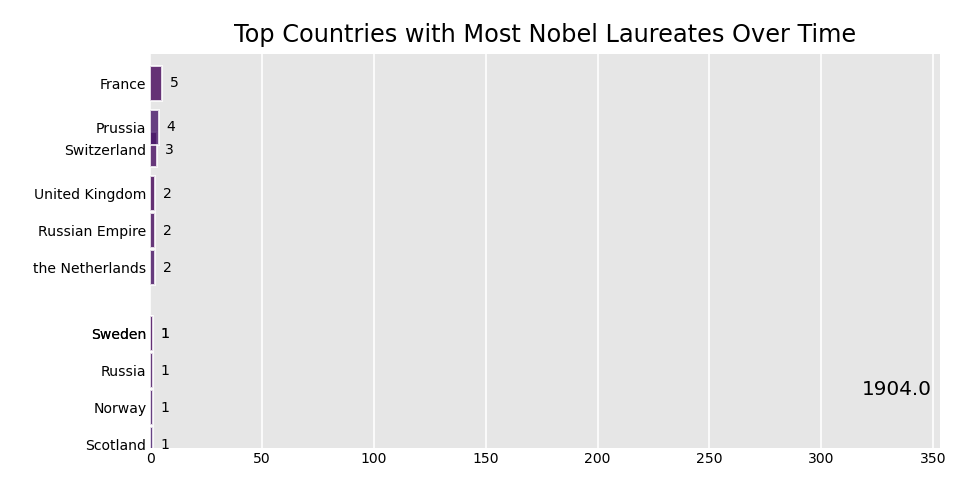 Top Countries with Most Nobel Laureates Over Time
France 5
Prussia 4
Switzerland 3
United Kingdom 2
Russian Empire 2
the Netherlands 2
Sweden 1
Russia 1
1904.0
Norway 1
Scotland 1
0 50 100 150 200 250 300 350